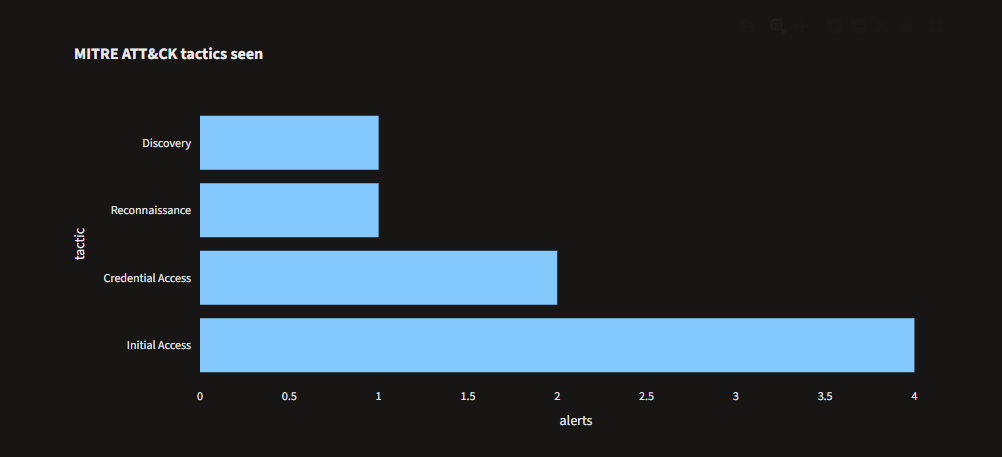 MITRE ATT&CK tactics seen
Discovery
Reconnaissance
tactic
Credential Access
Initial Access
0 0.5 1 1.5 2 2.5 3 3.5 4
alerts